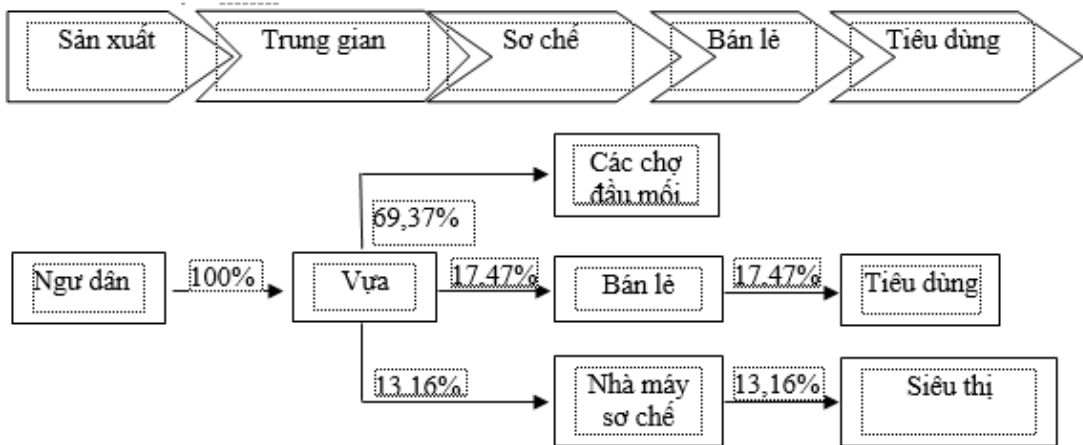 Sản xuất
Trung gian
Sơ chế
Bán lẻ
Tiêu dùng
Các chợ
đầu mối
69,37%
Ngư dân
100%
Vựa
17.47%
Bán lẻ
17.47%
Tiêu dùng
13.16%
Nhà máy
sơ chế
13,16%
Siêu thị